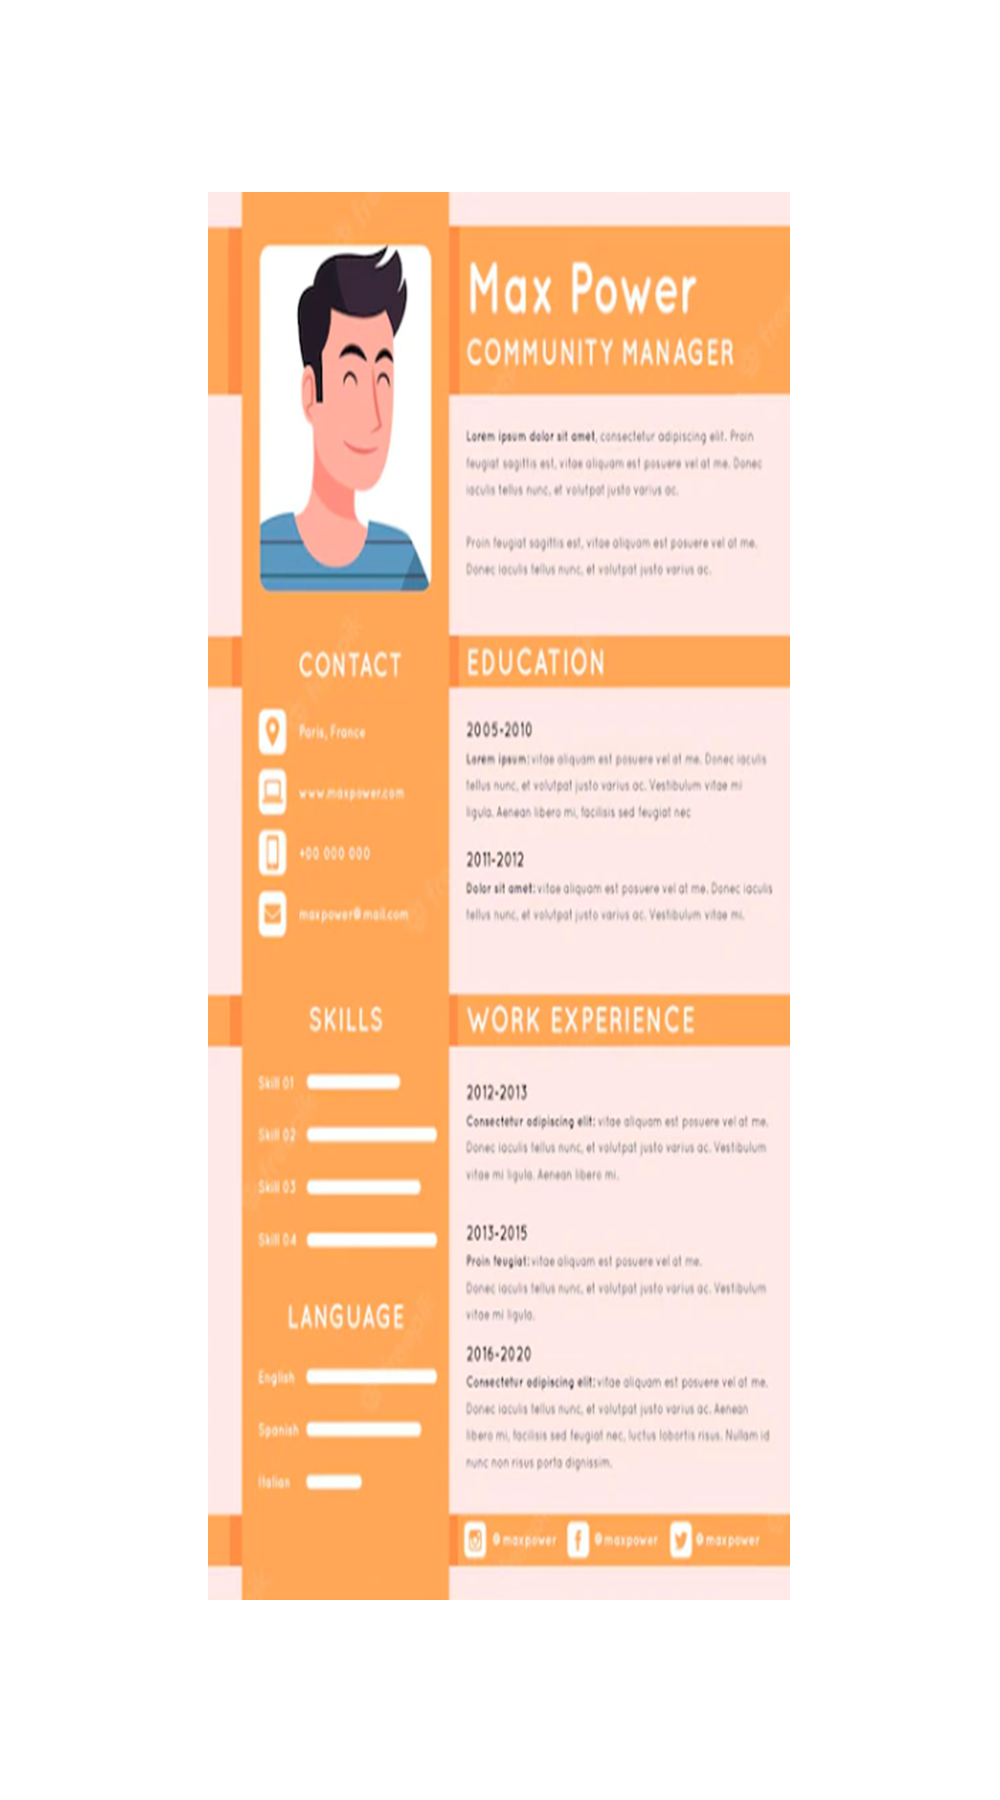 Max Power
COMMUNITY MANAGER
Lorem ipsum dolor sit amet, consectetur adipiscing elit. Proin
feugiat sagittis est, vitae aliquam est posuere vel at me. Donec
iaculis tellus nunc, et volutpat justo varius ac.
Proin feugiat sagittis est, vitae aliquam est posuere vel at me.
Donec iaculis tellus nunc, et volutpat justo varius ac.
CONTACT
Paris, France
www.maxpower.com
+00 000 000
maxpower@mail.com
SKILLS
Skill 01
Skill 02
Skill 03
Skill 04
LANGUAGE
English
Spanish
Italian
EDUCATION
2005-2010
Lorem ipsum: vitae aliquam est posuere vel at me. Donec iaculis
tellus nunc, et volutpat justo varius ac. Vestibulum vitae mi
ligula. Aenean libero mi, facilisis sed feugiat nec
2011-2012
Dolor sit amet: vitae aliquam est posuere vel at me. Donec iaculis
tellus nunc, et volutpat justo varius ac. Vestibulum vitae mi.
WORK EXPERIENCE
2012-2013
Consectetur adipiscing elit: vitae aliquam est posuere vel at me.
Donec iaculis tellus nunc, et volutpat justo varius ac. Vestibulum
vitae mi ligula. Aenean libero mi.
2013-2015
Proin feugiat: vitae aliquam est posuere vel at me.
Donec iaculis tellus nunc, et volutpat justo varius ac. Vestibulum
vitae mi ligula.
2016-2020
Consectetur adipiscing elit: vitae aliquam est posuere vel at me.
Donec iaculis tellus nunc, et volutpat justo varius ac. Aenean
libero mi, facilisis sed feugiat nec, luctus lobortis risus. Nullam id
nunc non risus porta dignissim.
@maxpower @maxpower @maxpower